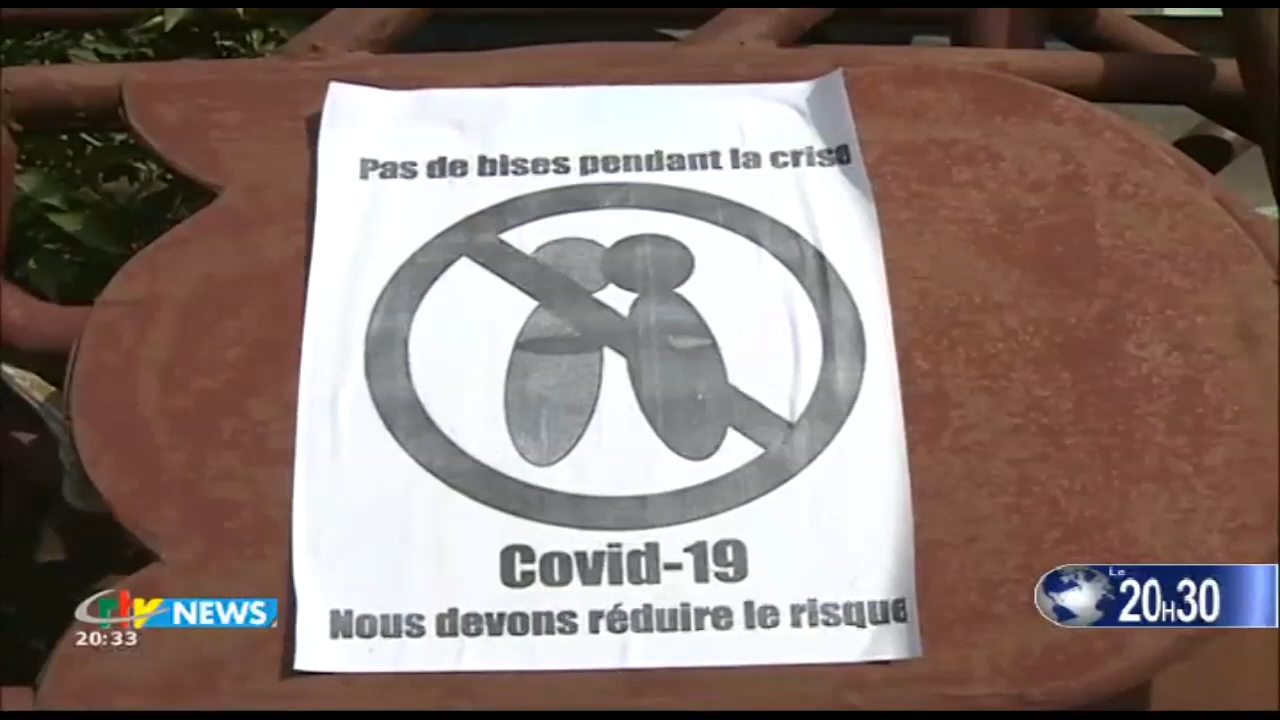 Pas de bises pendant la crise
Covid-19
Nous devons réduire le risque
NEWS
20:33
Le
20H30